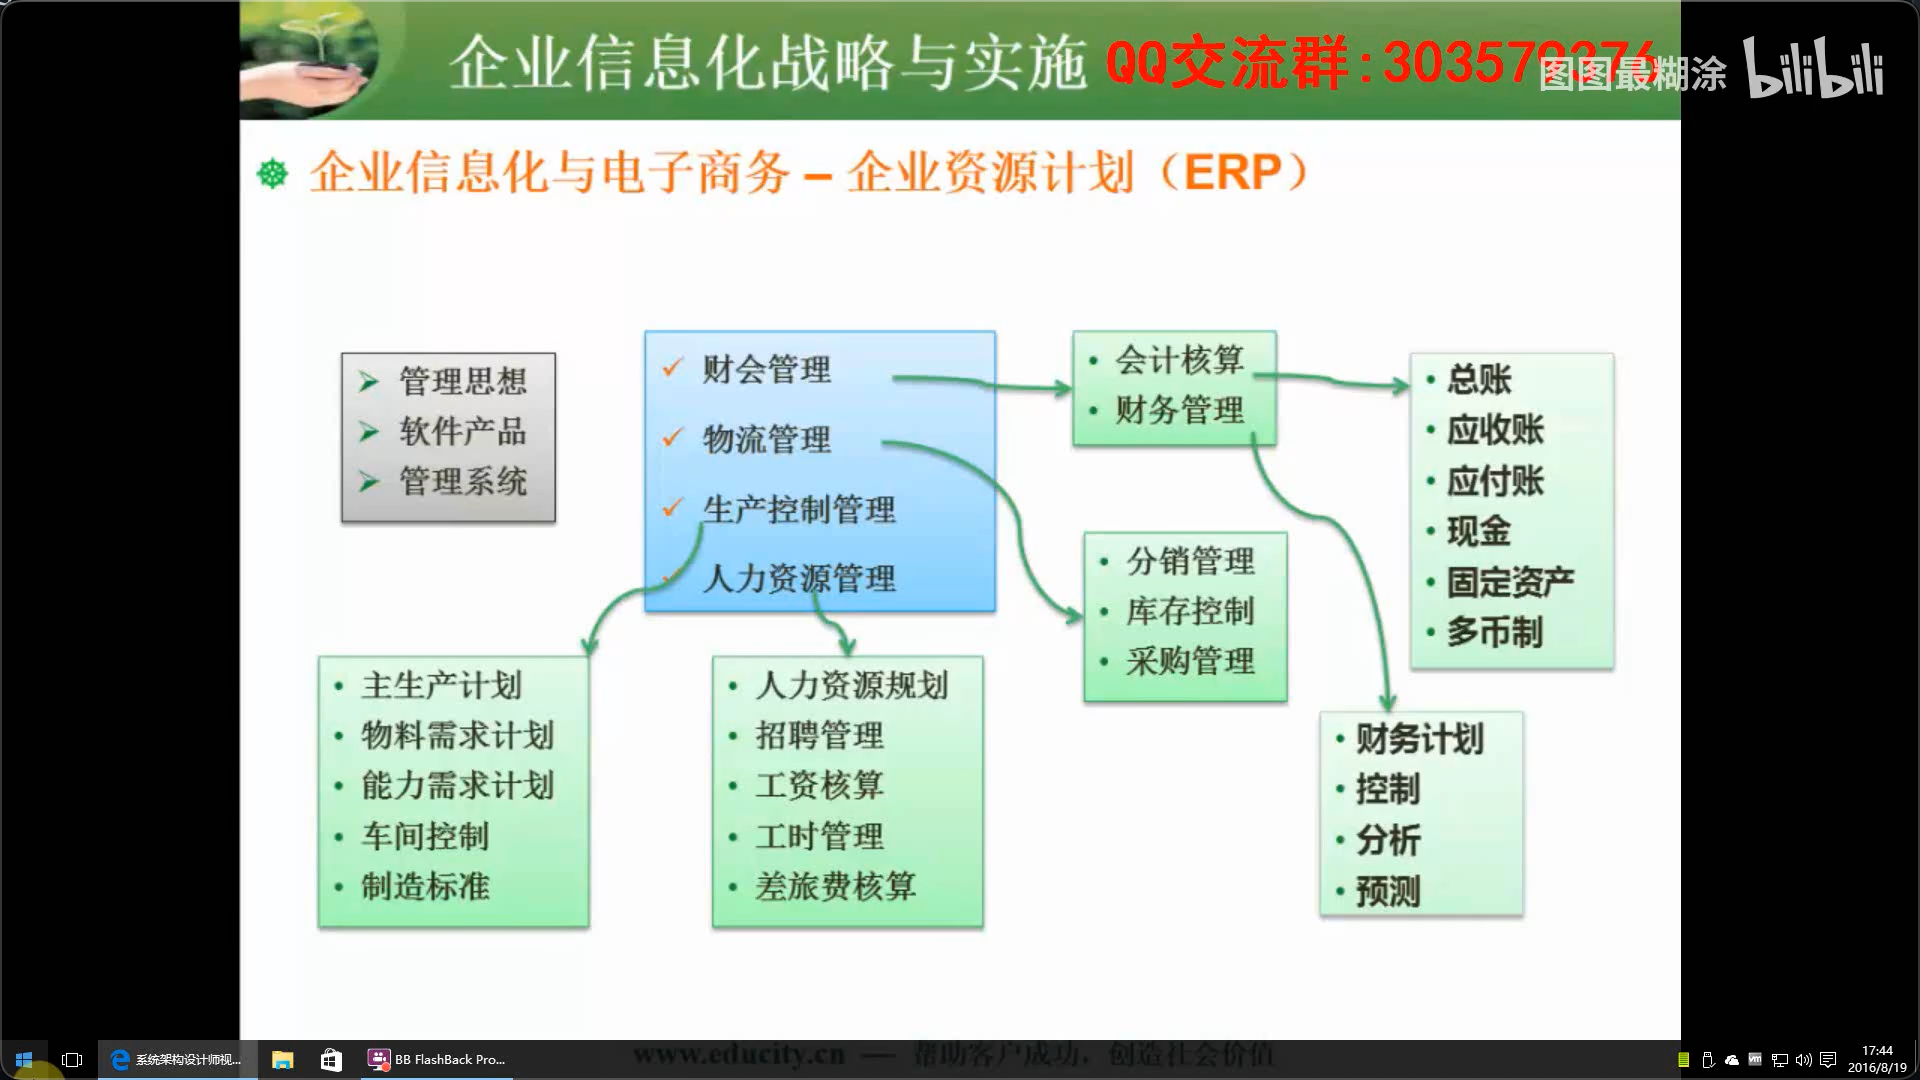 企业信息化战略与实施
QQ交流群:303579376
图图最糊涂 bilibili
企业信息化与电子商务 – 企业资源计划（ERP）
管理思想
软件产品
管理系统
财会管理
物流管理
生产控制管理
人力资源管理
会计核算
财务管理
总账
应收账
应付账
现金
固定资产
多币制
分销管理
库存控制
采购管理
主生产计划
物料需求计划
能力需求计划
车间控制
制造标准
人力资源规划
招聘管理
工资核算
工时管理
差旅费核算
财务计划
控制
分析
预测
系统架构设计师视...
BB FlashBack Pro...
www.educity.cn — 帮助客户成功，创造社会价值
17:44
2016/8/19